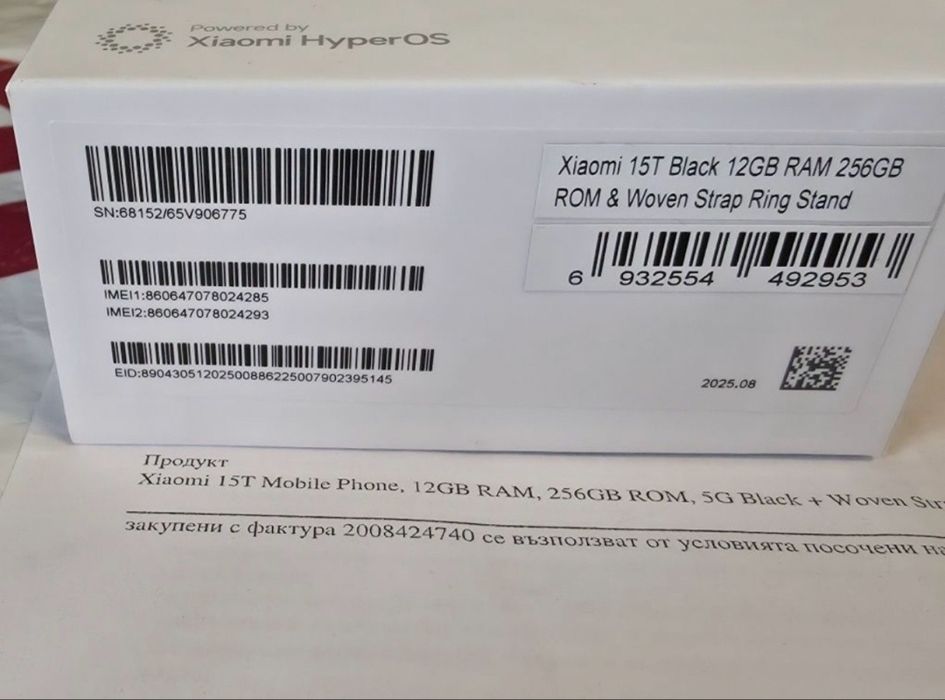 Powered by
Xiaomi HyperOS
SN:68152/65V906775
IMEI1:860647078024285
IMEI2:860647078024293
EID:89043051202500886225007902395145
Xiaomi 15T Black 12GB RAM 256GB
ROM & Woven Strap Ring Stand
6 932554 492953
2025.08
Продукт
Xiaomi 15T Mobile Phone, 12GB RAM, 256GB ROM, 5G Black + Woven Str
закупени с фактура 2008424740 се възползват от условията посочени на